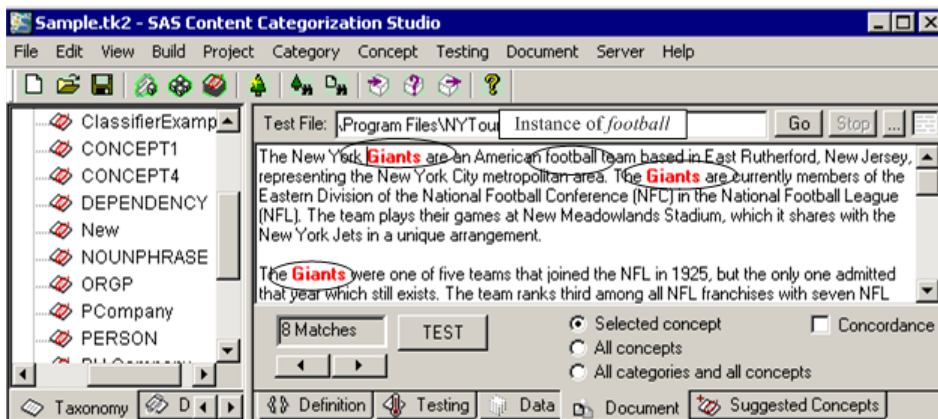 Sample.tk2 - SAS Content Categorization Studio
File Edit View Build Project Category Concept Testing Document Server Help
ClassifierExamp
CONCEPT1
CONCEPT4
DEPENDENCY
New
NOUNPHRASE
ORGP
PCompany
PERSON
Taxonomy D
Test File: \Program Files\NYTour Instance of football Go Stop ...
The New York Giants are an American football team based in East Rutherford, New Jersey,
representing the New York City metropolitan area. The Giants are currently members of the
Eastern Division of the National Football Conference (NFC) in the National Football League
(NFL). The team plays their games at New Meadowlands Stadium, which it shares with the
New York Jets in a unique arrangement.
The Giants were one of five teams that joined the NFL in 1925, but the only one admitted
that year which still exists. The team ranks third among all NFL franchises with seven NFL
8 Matches TEST
Selected concept Concordance
All concepts
All categories and all concepts
Definition Testing Data Document Suggested Concepts